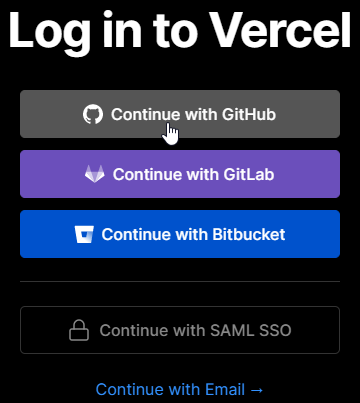 Log in to Vercel
Continue with GitHub
Continue with GitLab
Continue with Bitbucket
Continue with SAML SSO
Continue with Email →